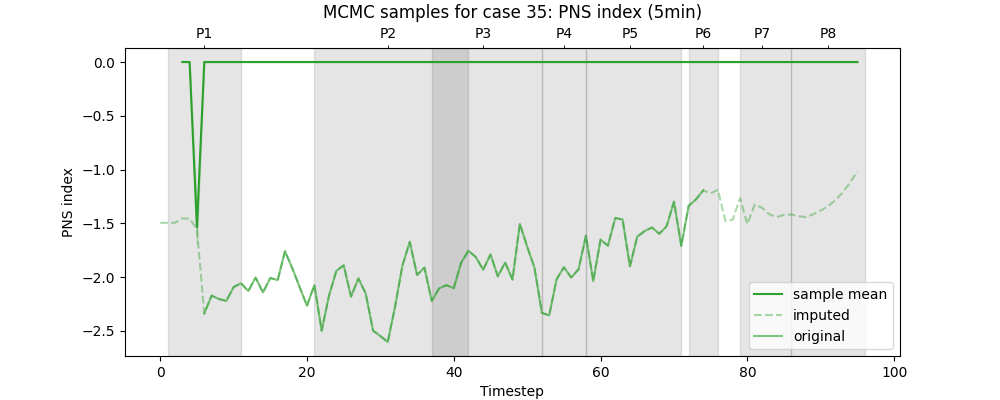 MCMC samples for case 35: PNS index (5min)
P1 P2 P3 P4 P5 P6 P7 P8
PNS index
0.0
−0.5
−1.0
−1.5
−2.0
−2.5
sample mean
imputed
original
0 20 40 60 80 100
Timestep